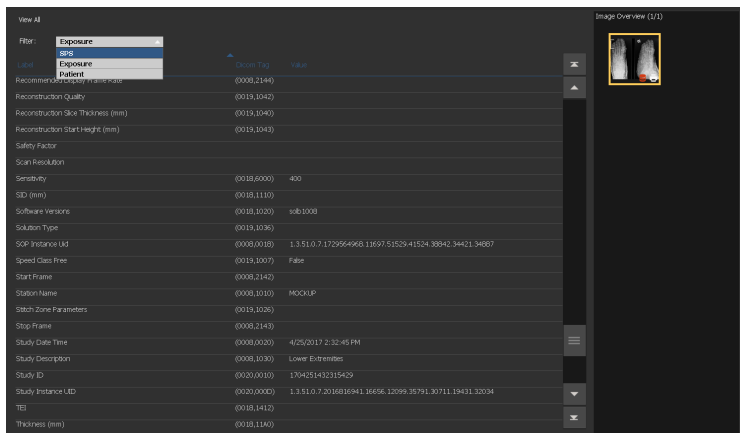 View All
Image Overview (1/1)
Filter: Exposure
SPS
Exposure
Patient
Label Dicom Tag Value
Recommended Display Frame Rate (0008,2144)
Reconstruction Quality (0019,1042)
Reconstruction Slice Thickness (mm) (0019,1040)
Reconstruction Start Height (mm) (0019,1043)
Safety Factor
Scan Resolution
Sensitivity (0018,6000) 400
SID (mm) (0018,1110)
Software Versions (0018,1020) solb1008
Solution Type (0019,1036)
SOP Instance Uid (0008,0018) 1.3.51.0.7.1729564968.11697.51529.41524.38842.34421.34887
Speed Class Free (0019,1007) False
Start Frame (0008,2142)
Station Name (0008,1010) MOCKUP
Stitch Zone Parameters (0019,1026)
Stop Frame (0008,2143)
Study Date Time (0008,0020) 4/25/2017 2:32:45 PM
Study Description (0008,1030) Lower Extremities
Study ID (0020,0010) 1704251432315429
Study Instance UID (0020,000D) 1.3.51.0.7.2016816941.16656.12099.35791.30711.19431.32034
TEI (0018,1412)
Thickness (mm) (0018,11A0)